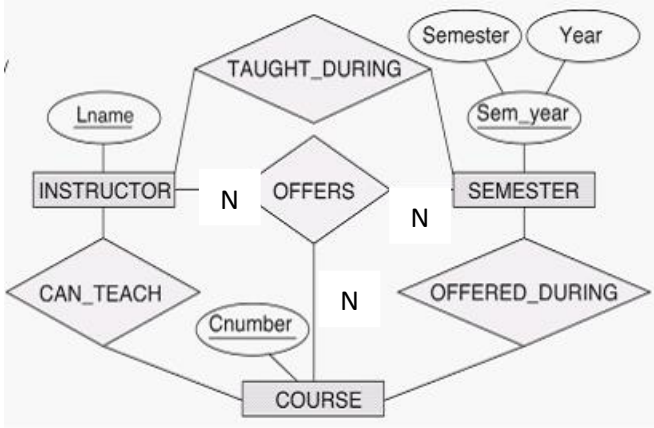 Semester
Year
TAUGHT_DURING
Lname
Sem_year
INSTRUCTOR
N
OFFERS
N
SEMESTER
CAN_TEACH
N
OFFERED_DURING
Cnumber
COURSE